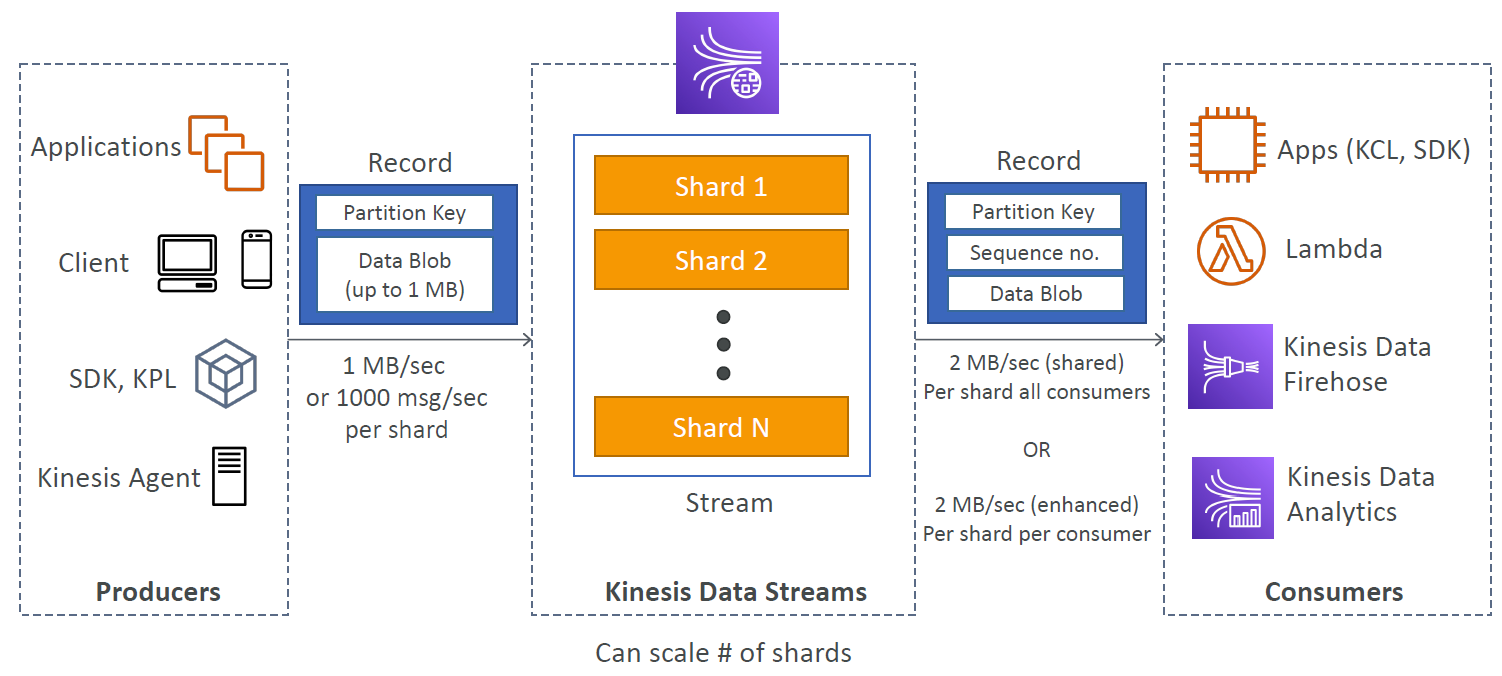 Applications
Client
SDK, KPL
Kinesis Agent
Producers
Record
Partition Key
Data Blob
(up to 1 MB)
1 MB/sec
or 1000 msg/sec
per shard
Shard 1
Shard 2
Shard N
Stream
Kinesis Data Streams
Can scale # of shards
Record
Partition Key
Sequence no.
Data Blob
2 MB/sec (shared)
Per shard all consumers
OR
2 MB/sec (enhanced)
Per shard per consumer
Apps (KCL, SDK)
Lambda
Kinesis Data
Firehose
Kinesis Data
Analytics
Consumers